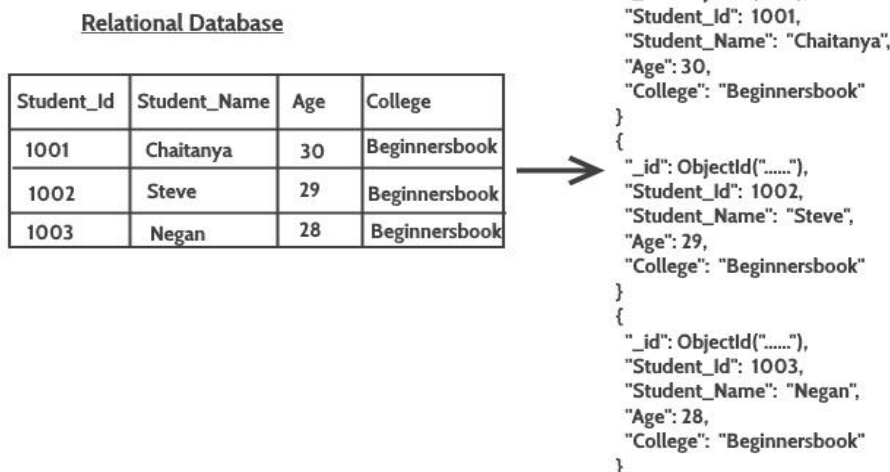 Relational Database
Student_Id Student_Name Age College
1001 Chaitanya 30 Beginnersbook
1002 Steve 29 Beginnersbook
1003 Negan 28 Beginnersbook
"Student_Id": 1001,
"Student_Name": "Chaitanya",
"Age": 30,
"College": "Beginnersbook"
}
{
"_id": ObjectId("......"),
"Student_Id": 1002,
"Student_Name": "Steve",
"Age": 29,
"College": "Beginnersbook"
}
{
"_id": ObjectId("......"),
"Student_Id": 1003,
"Student_Name": "Negan",
"Age": 28,
"College": "Beginnersbook"
}